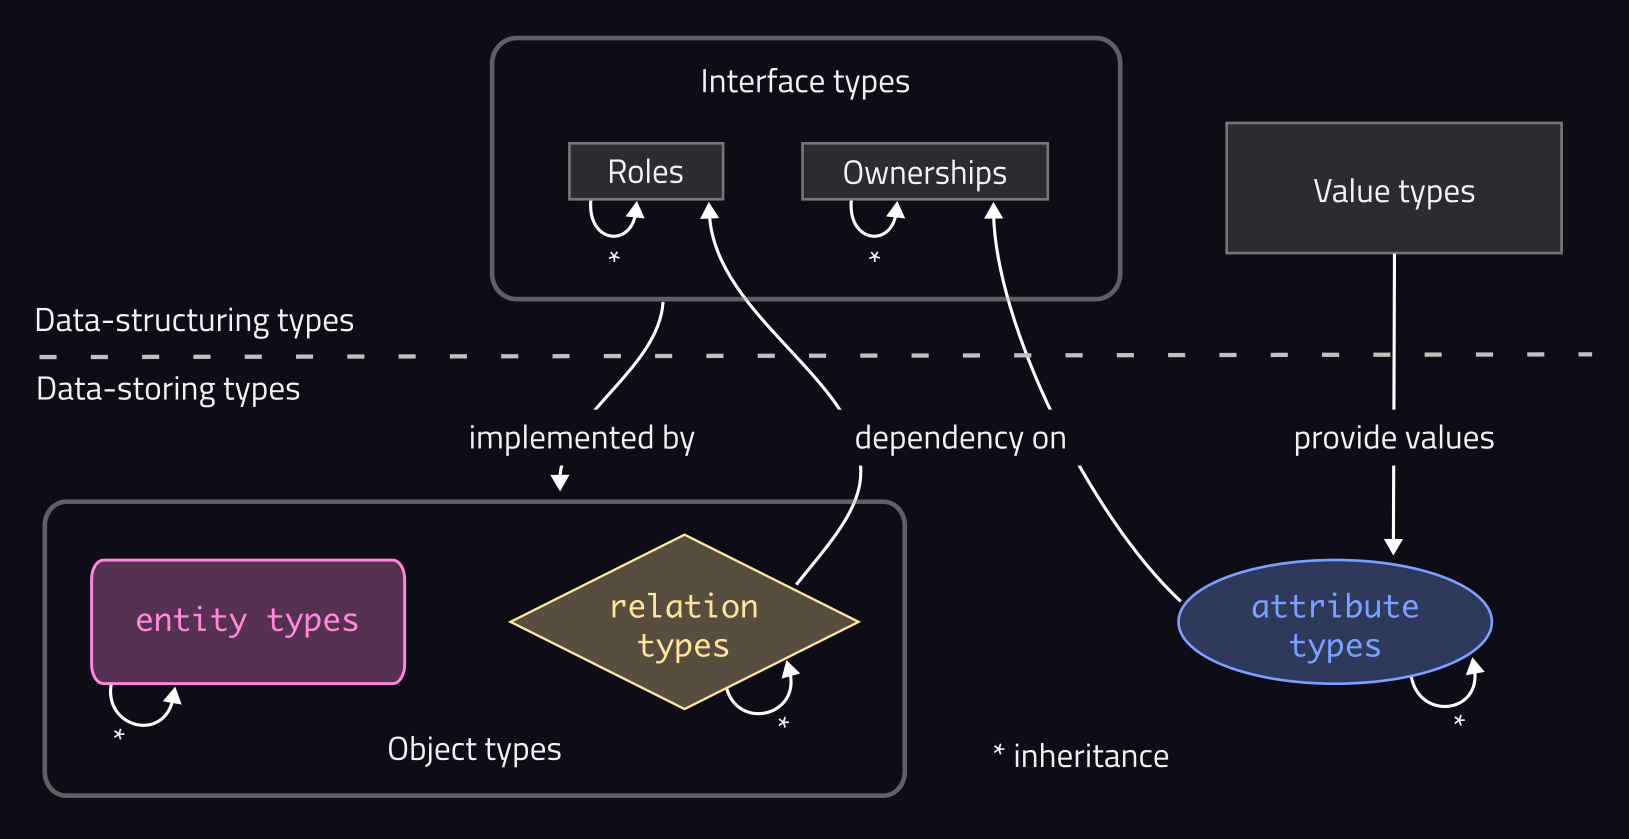 Interface types
Roles
Ownerships
Value types
*
*
Data-structuring types
Data-storing types
implemented by
dependency on
provide values
entity types
relation
types
attribute
types
*
*
*
Object types
* inheritance